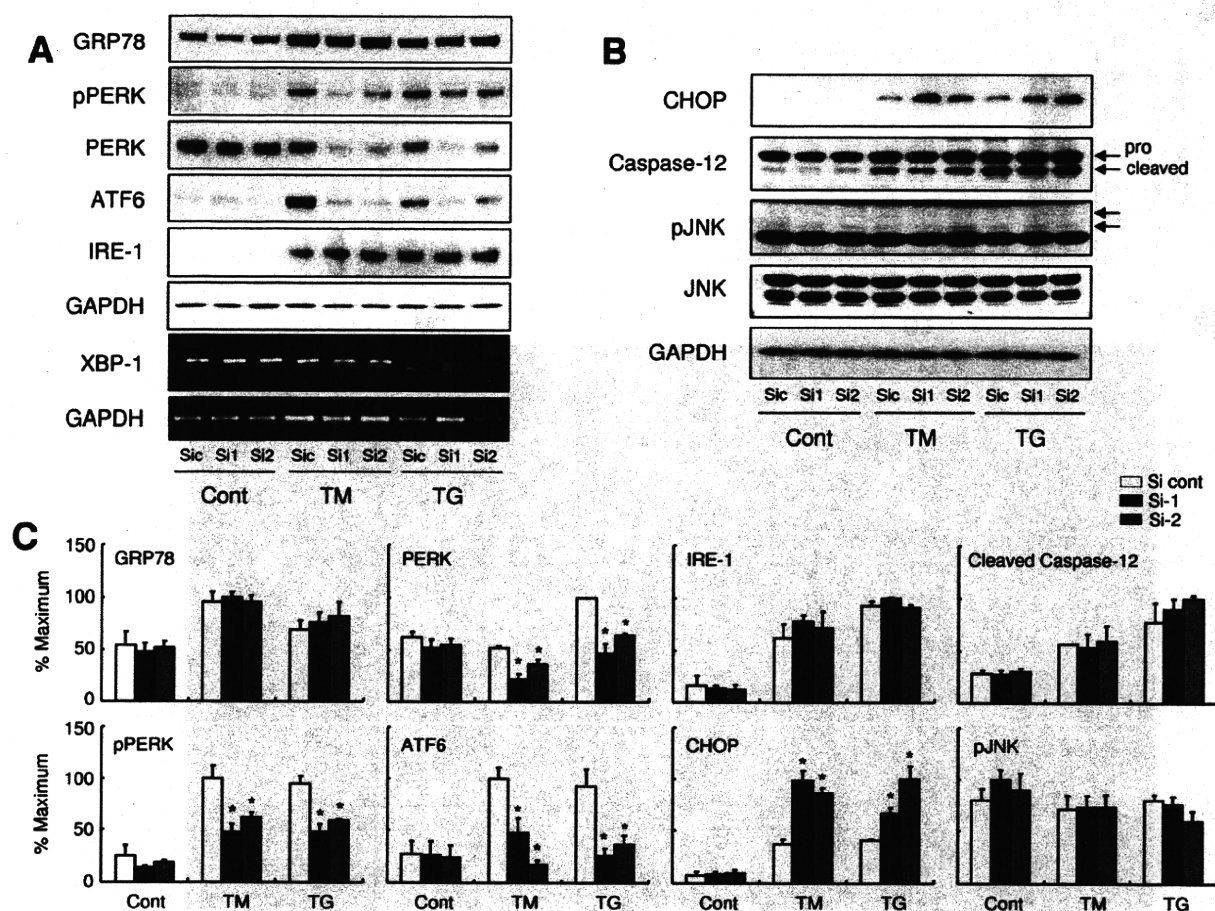 A
GRP78
pPERK
PERK
ATF6
IRE-1
GAPDH
XBP-1
GAPDH
Sic Si1 Si2 Sic Si1 Si2 Sic Si1 Si2
Cont TM TG
B
CHOP
Caspase-12
pro
cleaved
pJNK
JNK
GAPDH
Sic Si1 Si2 Sic Si1 Si2 Sic Si1 Si2
Cont TM TG
Si cont
Si-1
Si-2
C
% Maximum
150
100
50
0
GRP78
PERK
IRE-1
Cleaved Caspase-12
* * * *
% Maximum
150
100
50
0
pPERK
ATF6
CHOP
pJNK
* * * * * * * * * * * *
Cont TM TG Cont TM TG Cont TM TG Cont TM TG